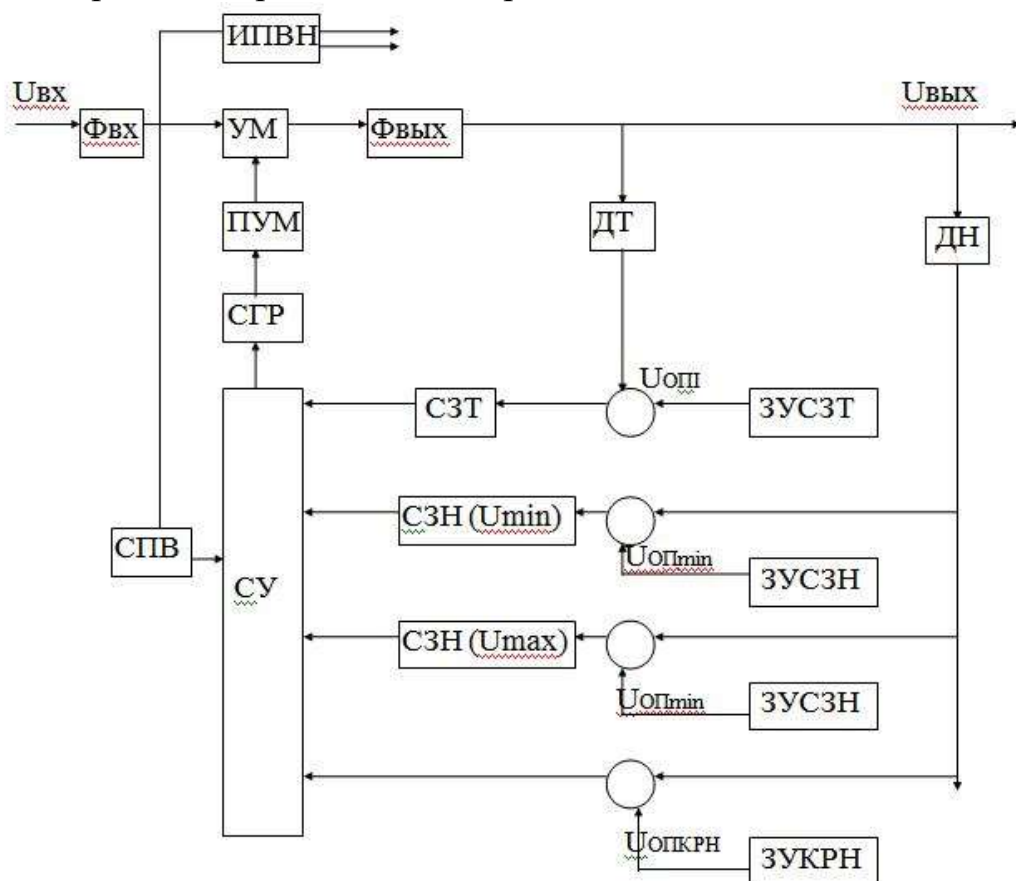 ИПВН
Uвх
Uвых
Фвх
УМ
Фвых
ПУМ
ДТ
ДН
СГР
UОПІ
СЗТ
ЗУСЗТ
СЗН (Umin)
СПВ
UОПmin
ЗУСЗН
СУ
СЗН (Umax)
UОПmin
ЗУСЗН
UОПКРН
ЗУКРН